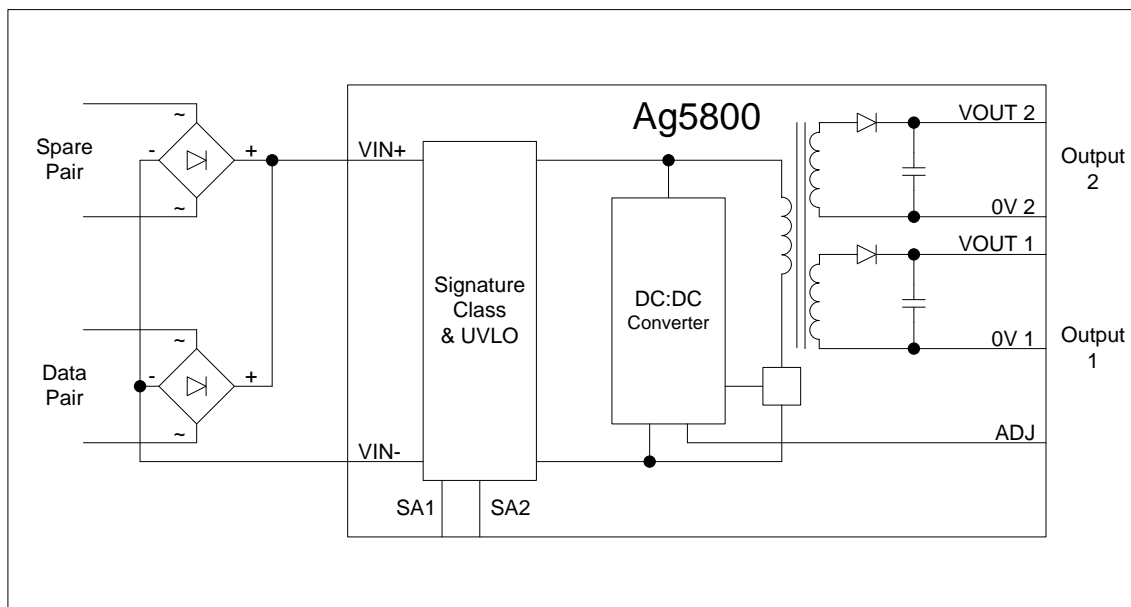 Ag5800
~
Spare
Pair
-
+
~
VIN+
VOUT 2
Output
2
0V 2
VOUT 1
Signature
Class
& UVLO
DC:DC
Converter
0V 1
Output
1
~
Data
Pair
-
+
~
VIN-
ADJ
SA1
SA2